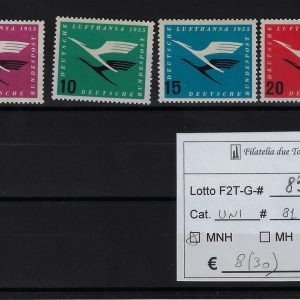 DEUTSCHE LUFTHANSA 1955
10
DEUTSCHE BUNDESPOST
DEUTSCHE LUFTHANSA 1955
15
DEUTSCHE BUNDESPOST
LUFTHANSA 1955
20
Filatelia due To
Lotto F2T-G-#
Cat. UNI # 81
MNH MH
€ 8(30)